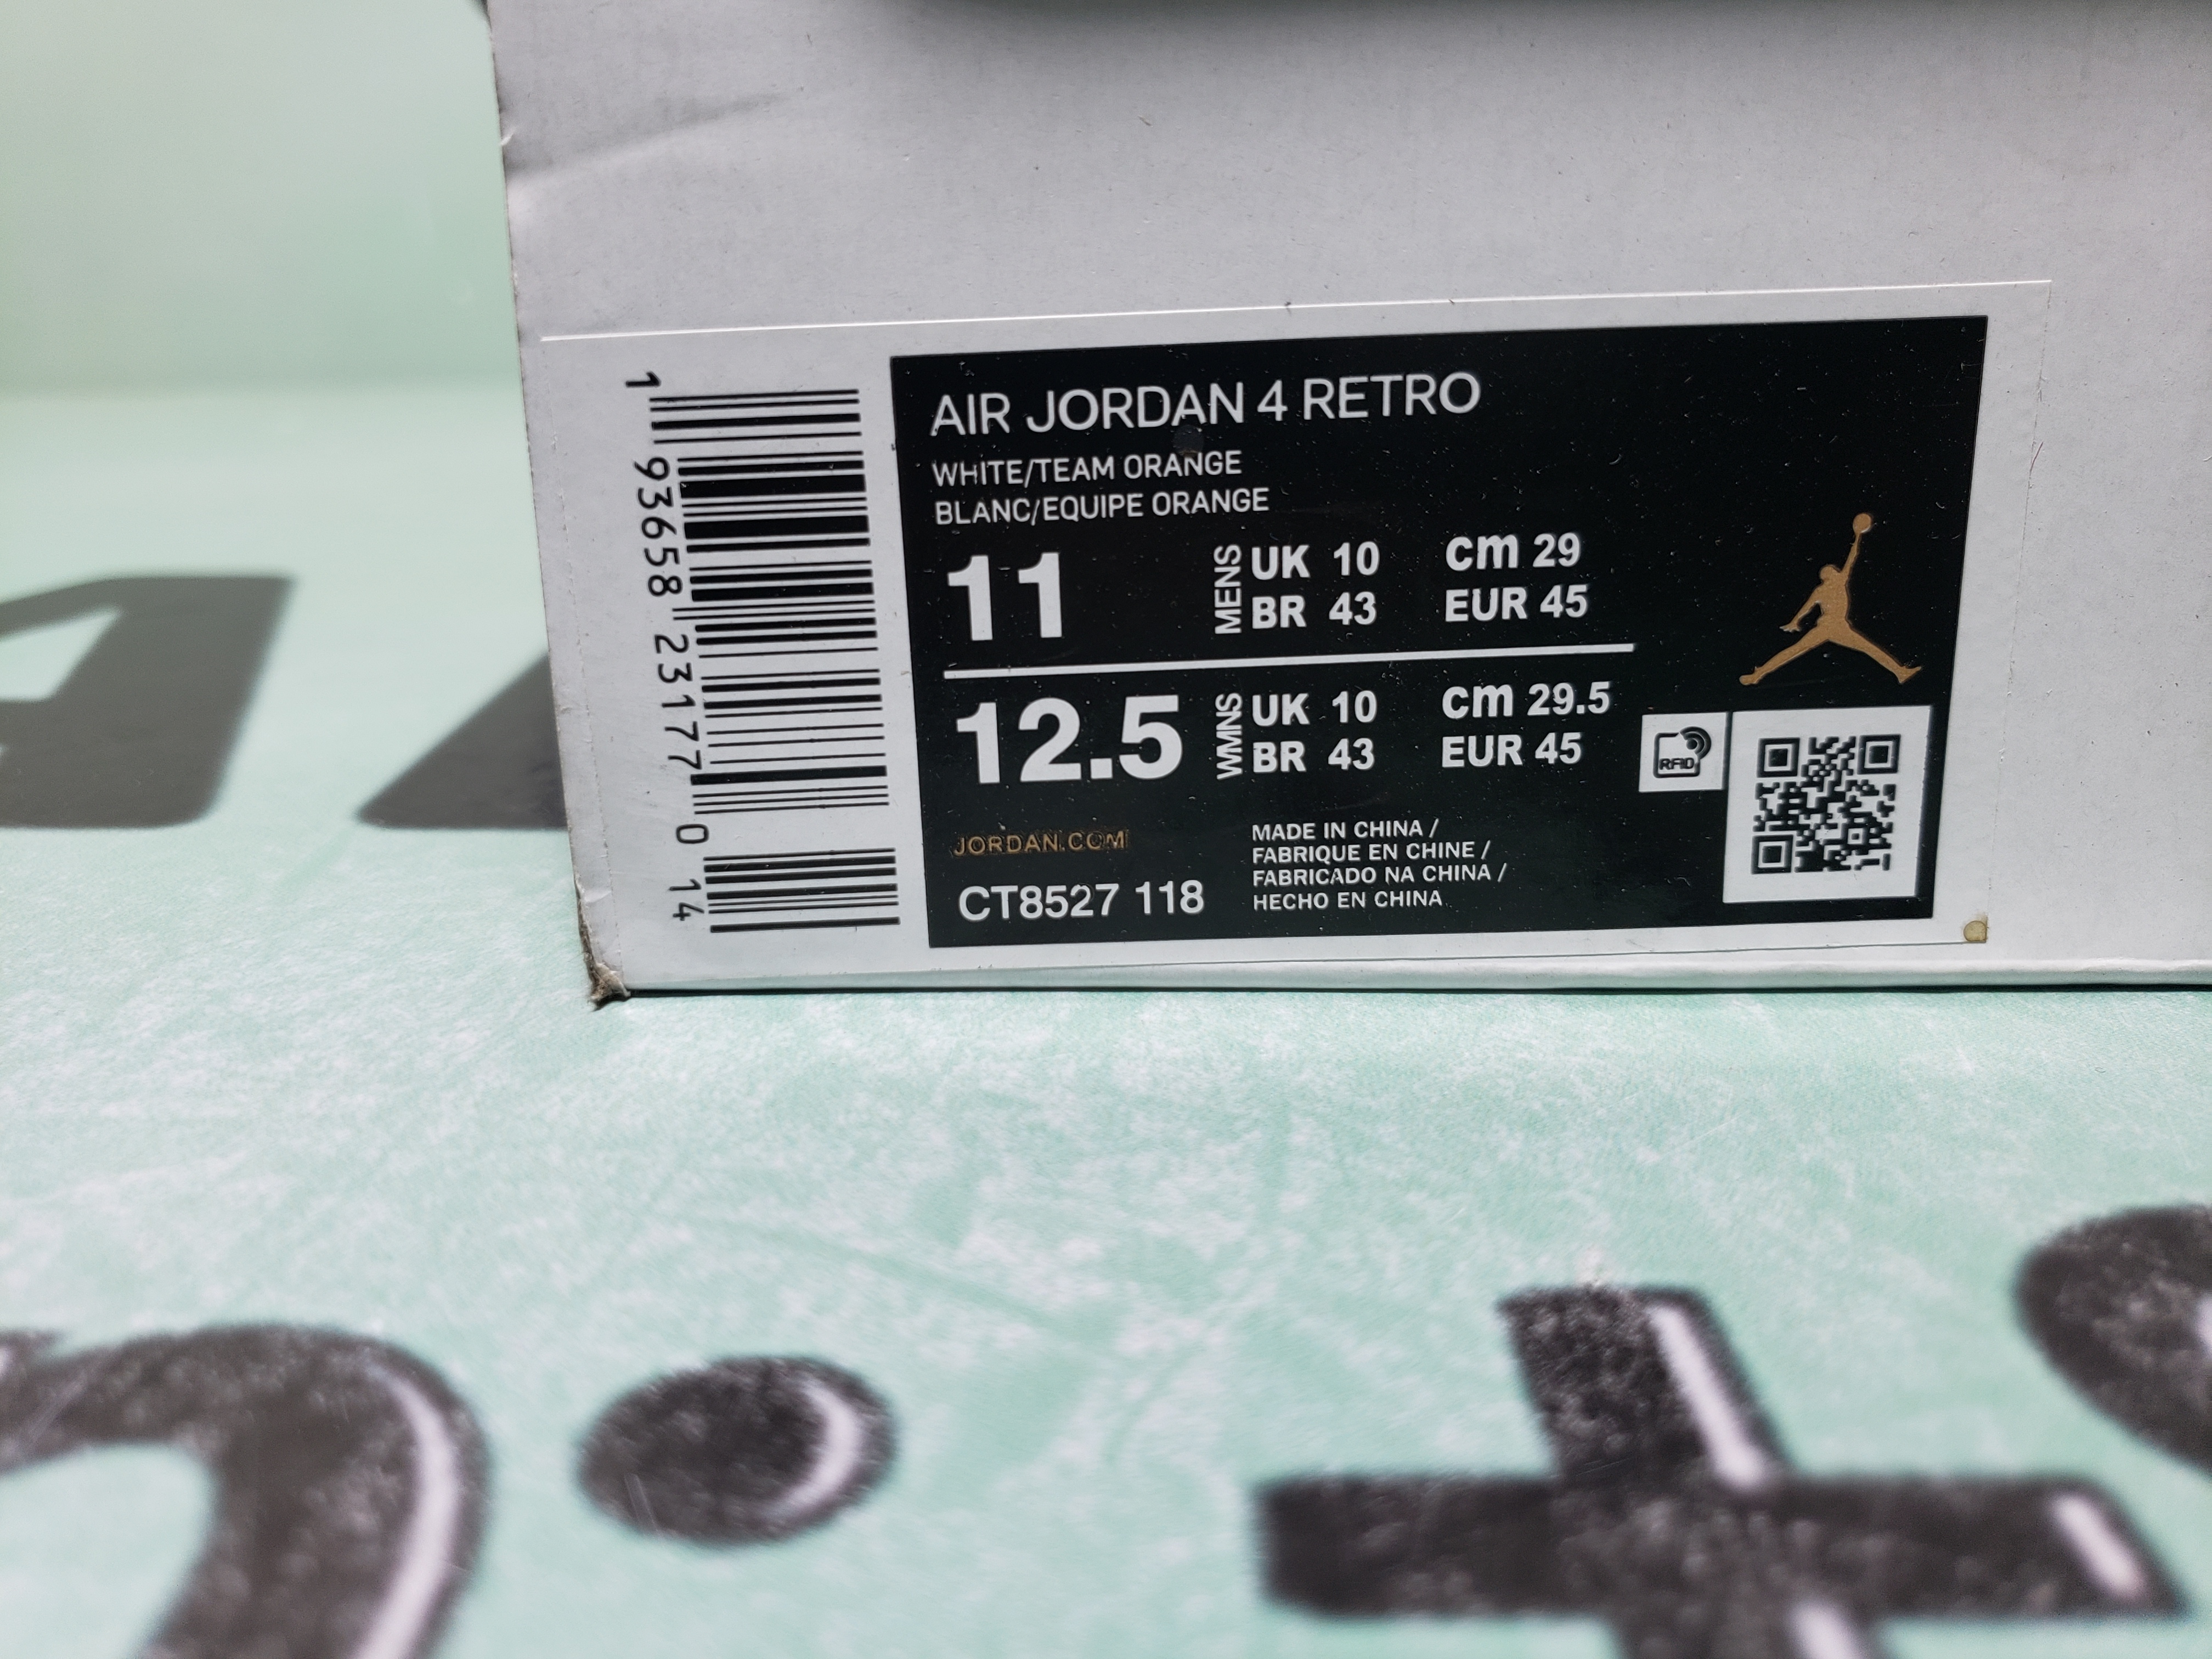 1 93658 23177 0 14
AIR JORDAN 4 RETRO
WHITE/TEAM ORANGE
BLANC/EQUIPE ORANGE
11 MENS UK 10 cm 29
BR 43 EUR 45
12.5 WMNS UK 10 cm 29.5
BR 43 EUR 45
RFID
JORDAN.COM
CT8527 118
MADE IN CHINA /
FABRIQUE EN CHINE /
FABRICADO NA CHINA /
HECHO EN CHINA